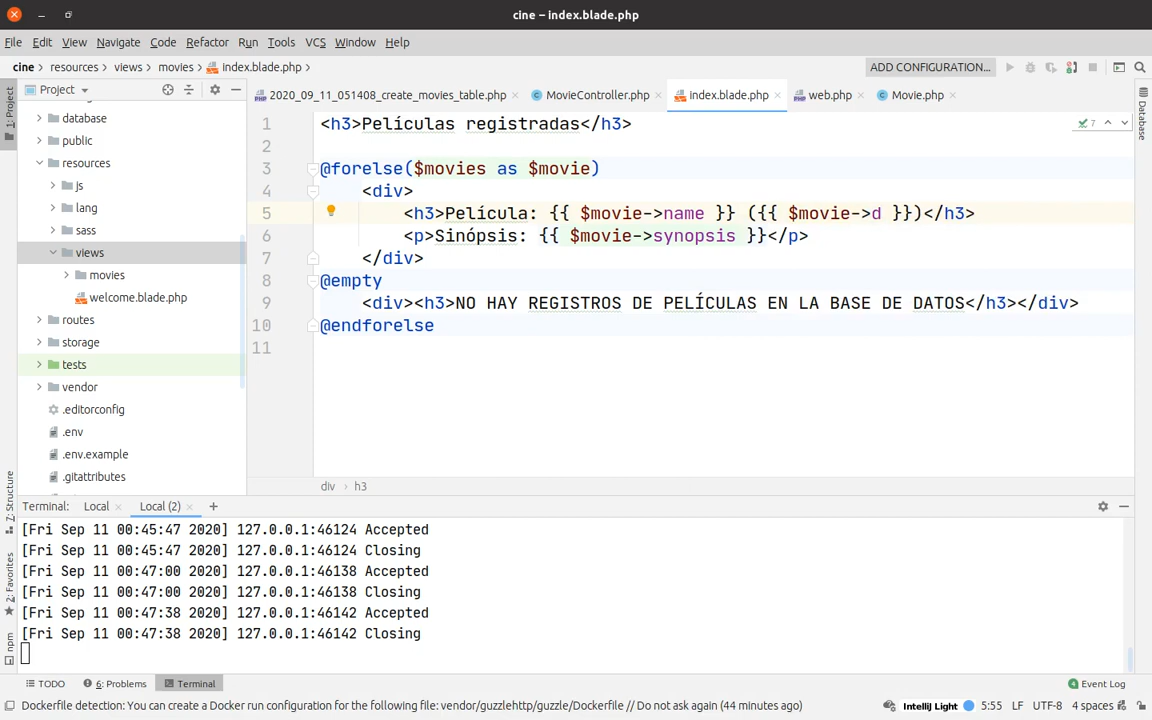 cine – index.blade.php
File Edit View Navigate Code Refactor Run Tools VCS Window Help
cine resources views movies index.blade.php ADD CONFIGURATION...
1: Project
Project
2020_09_11_051408_create_movies_table.php MovieController.php index.blade.php web.php Movie.php
Database
database
public
resources
js
lang
sass
views
movies
welcome.blade.php
routes
storage
tests
vendor
.editorconfig
.env
.env.example
.gitattributes
1 <h3>Películas registradas</h3>
2
3 @forelse($movies as $movie)
4 <div>
5 <h3>Película: {{ $movie->name }} ({{ $movie->d }})</h3>
6 <p>Sinópsis: {{ $movie->synopsis }}</p>
7 </div>
8 @empty
9 <div><h3>NO HAY REGISTROS DE PELÍCULAS EN LA BASE DE DATOS</h3></div>
10 @endforelse
11
7
div h3
7: Structure
2: Favorites
npm
Terminal: Local Local (2)
[Fri Sep 11 00:45:47 2020] 127.0.0.1:46124 Accepted
[Fri Sep 11 00:45:47 2020] 127.0.0.1:46124 Closing
[Fri Sep 11 00:47:00 2020] 127.0.0.1:46138 Accepted
[Fri Sep 11 00:47:00 2020] 127.0.0.1:46138 Closing
[Fri Sep 11 00:47:38 2020] 127.0.0.1:46142 Accepted
[Fri Sep 11 00:47:38 2020] 127.0.0.1:46142 Closing
TODO 6: Problems Terminal 4 Event Log
Dockerfile detection: You can create a Docker run configuration for the following file: vendor/guzzlehttp/guzzle/Dockerfile // Do not ask again (44 minutes ago) IntelliJ Light 5:55 LF UTF-8 4 spaces